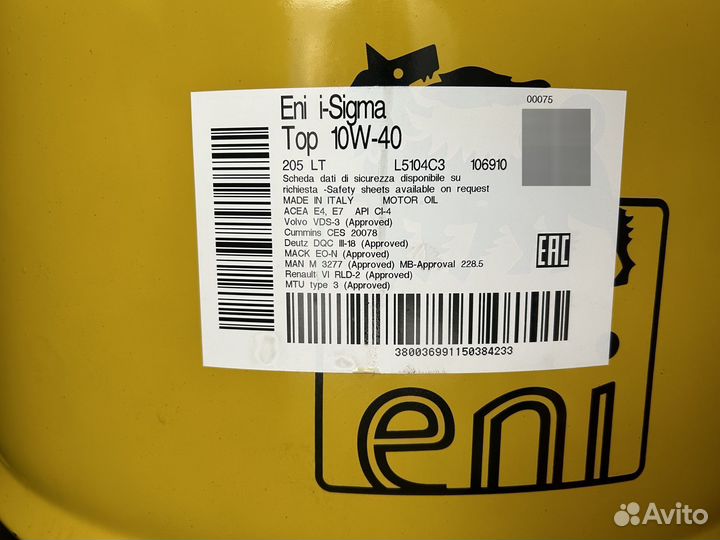 00075
Eni i-Sigma
Top 10W-40
205 LT L5104C3 106910
Scheda dati di sicurezza disponibile su
richiesta -Safety sheets available on request
MADE IN ITALY MOTOR OIL
ACEA E4, E7 API CI-4
Volvo VDS-3 (Approved)
Cummins CES 20078
Deutz DQC III-18 (Approved)
MACK EO-N (Approved)
MAN M 3277 (Approved) MB-Approval 228.5
Renault VI RLD-2 (Approved)
MTU type 3 (Approved)
EAC
380036991150384233
eni
Avito